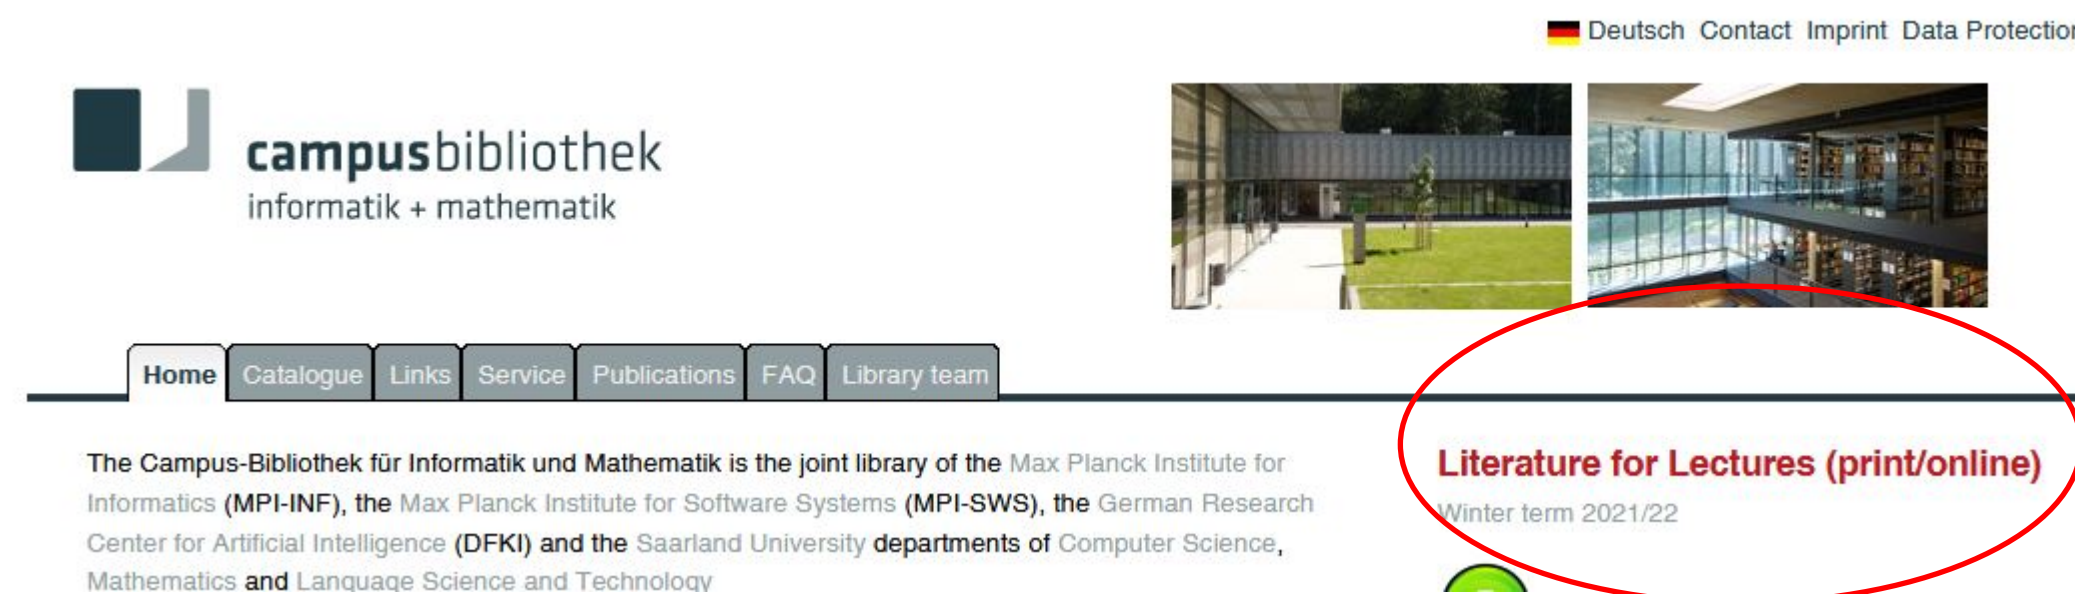 Deutsch Contact Imprint Data Protection
campusbibliothek
informatik + mathematik
Home Catalogue Links Service Publications FAQ Library team
The Campus-Bibliothek für Informatik und Mathematik is the joint library of the Max Planck Institute for
Informatics (MPI-INF), the Max Planck Institute for Software Systems (MPI-SWS), the German Research
Center for Artificial Intelligence (DFKI) and the Saarland University departments of Computer Science,
Mathematics and Language Science and Technology
Literature for Lectures (print/online)
Winter term 2021/22